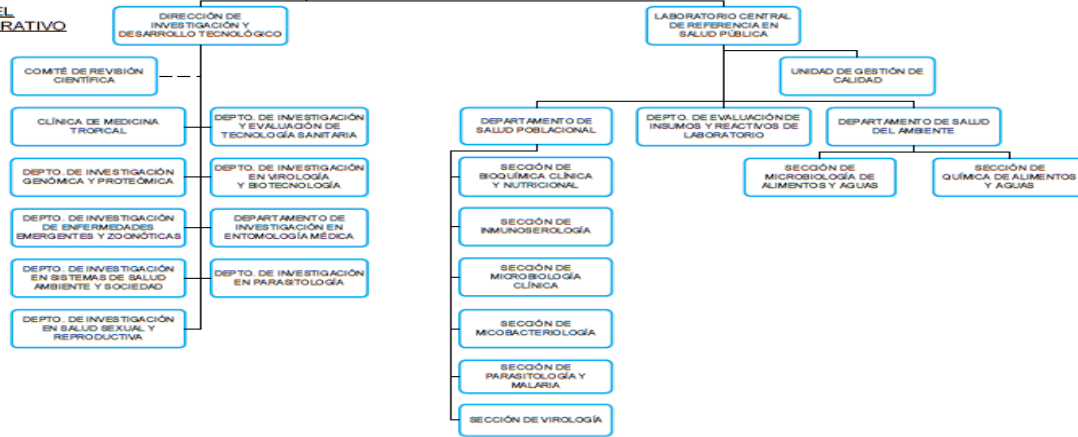 EL
RATIVO
DIRECCIÓN DE
INVESTIGACIÓN Y
DESARROLLO TECNOLÓGICO
LABORATORIO CENTRAL
DE REFERENCIA EN
SALUD PÚBLICA
COMITÉ DE REVISIÓN
CIENTÍFICA
UNIDAD DE GESTIÓN DE
CALIDAD
CLÍNICA DE MEDICINA
TROPICAL
DEPTO. DE INVESTIGACIÓN
Y EVALUACIÓN DE
TECNOLOGÍA SANITARIA
DEPARTAMENTO DE
SALUD POBLACIONAL
DEPTO. DE EVALUACIÓN DE
INSUMOS Y REACTIVOS DE
LABORATORIO
DEPARTAMENTO DE SALUD
DEL AMBIENTE
DEPTO. DE INVESTIGACIÓN
GENÓMICA Y PROTEÓMICA
DEPTO. DE INVESTIGACIÓN
EN VIROLOGÍA
Y BIOTECNOLOGÍA
SECCIÓN DE
BIOQUÍMICA CLÍNICA
Y NUTRICIONAL
SECCIÓN DE
MICROBIOLOGÍA DE
ALIMENTOS Y AGUAS
SECCIÓN DE
QUÍMICA DE ALIMENTOS
Y AGUAS
DEPTO. DE INVESTIGACIÓN
DE ENFERMEDADES
EMERGENTES Y ZOONÓTICAS
DEPARTAMENTO DE
INVESTIGACIÓN EN
ENTOMOLOGÍA MÉDICA
SECCIÓN DE
INMUNOSEROLOGÍA
DEPTO. DE INVESTIGACIÓN
EN SISTEMAS DE SALUD
AMBIENTE Y SOCIEDAD
DEPTO. DE INVESTIGACIÓN
EN PARASITOLOGÍA
SECCIÓN DE
MICROBIOLOGÍA
CLÍNICA
DEPTO. DE INVESTIGACIÓN
EN SALUD SEXUAL Y
REPRODUCTIVA
SECCIÓN DE
MICOBACTERIOLOGÍA
SECCIÓN DE
PARASITOLOGÍA Y
MALARIA
SECCIÓN DE VIROLOGÍA